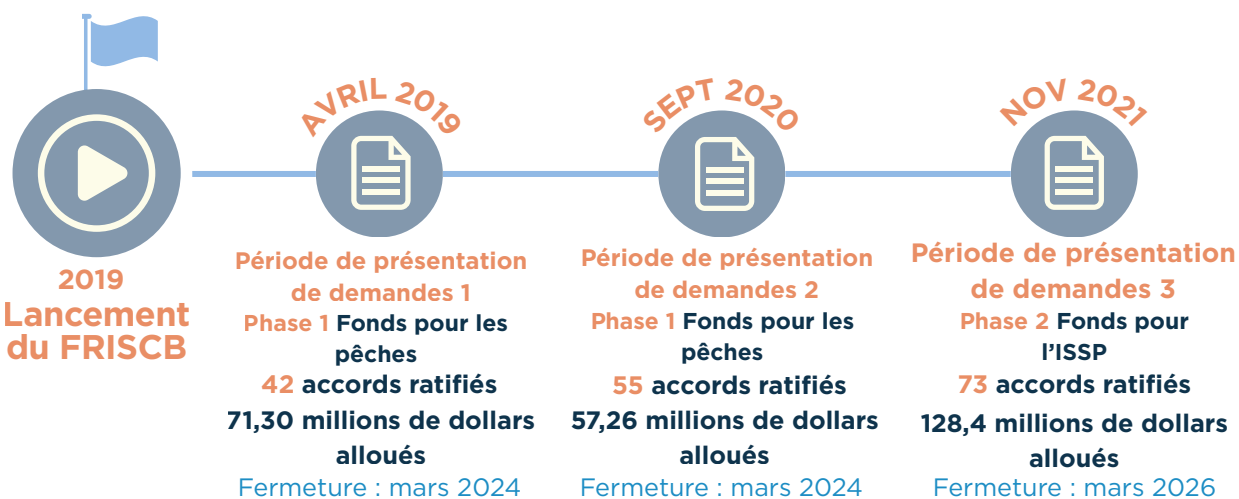 2019
Lancement
du FRISCB
AVRIL 2019
Période de présentation
de demandes 1
Phase 1 Fonds pour les
pêches
42 accords ratifiés
71,30 millions de dollars
alloués
Fermeture : mars 2024
SEPT 2020
Période de présentation
de demandes 2
Phase 1 Fonds pour les
pêches
55 accords ratifiés
57,26 millions de dollars
alloués
Fermeture : mars 2024
NOV 2021
Période de présentation
de demandes 3
Phase 2 Fonds pour
l'ISSP
73 accords ratifiés
128,4 millions de dollars
alloués
Fermeture : mars 2026